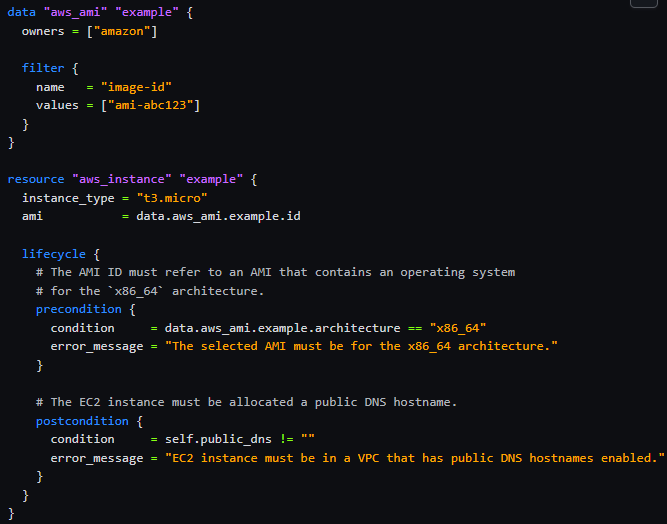 data "aws_ami" "example" {
  owners = ["amazon"]

  filter {
    name   = "image-id"
    values = ["ami-abc123"]
  }
}

resource "aws_instance" "example" {
  instance_type = "t3.micro"
  ami           = data.aws_ami.example.id

  lifecycle {
    # The AMI ID must refer to an AMI that contains an operating system
    # for the `x86_64` architecture.
    precondition {
      condition     = data.aws_ami.example.architecture == "x86_64"
      error_message = "The selected AMI must be for the x86_64 architecture."
    }

    # The EC2 instance must be allocated a public DNS hostname.
    postcondition {
      condition     = self.public_dns != ""
      error_message = "EC2 instance must be in a VPC that has public DNS hostnames enabled."
    }
  }
}